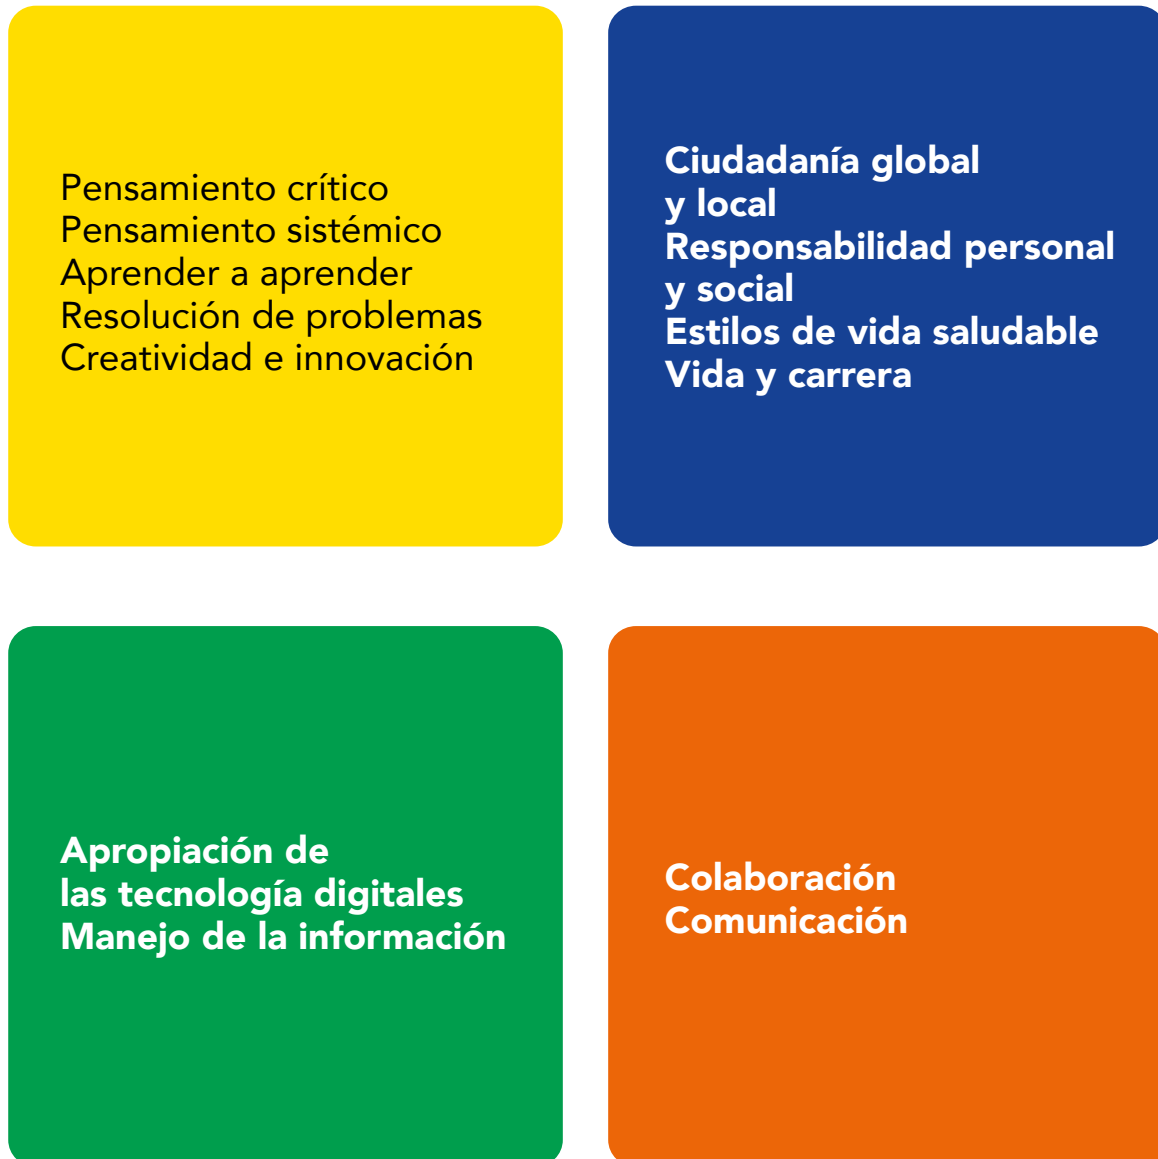 Pensamiento crítico
Pensamiento sistémico
Aprender a aprender
Resolución de problemas
Creatividad e innovación
Ciudadanía global
y local
Responsabilidad personal
y social
Estilos de vida saludable
Vida y carrera
Apropiación de
las tecnología digitales
Manejo de la información
Colaboración
Comunicación